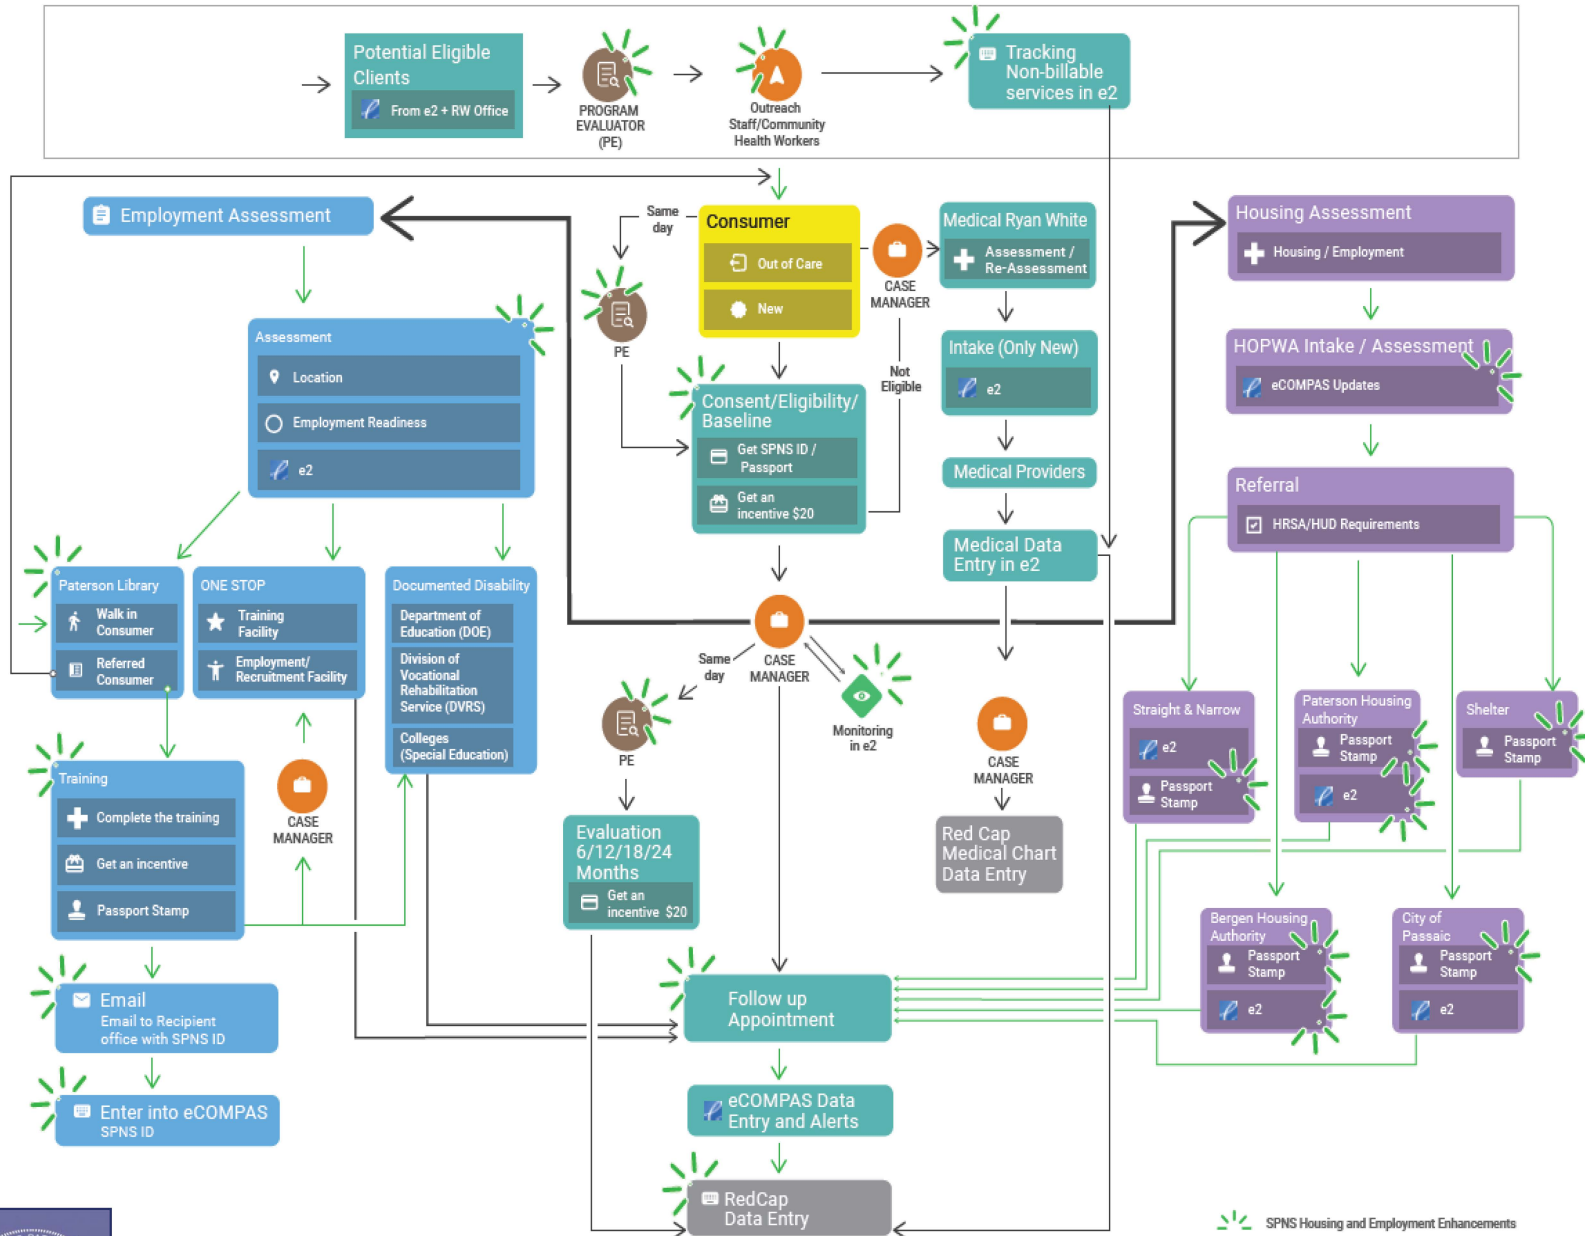 Potential Eligible
Clients
From e2 + RW Office
PROGRAM
EVALUATOR
(PE)
Outreach
Staff/Community
Health Workers
Tracking
Non-billable
services in e2
Employment Assessment
Same
day
Consumer
Out of Care
New
CASE
MANAGER
Medical Ryan White
Assessment /
Re-Assessment
Housing Assessment
Housing / Employment
PE
Assessment
Location
Employment Readiness
e2
Not
Eligible
Intake (Only New)
e2
HOPWA Intake / Assessment
eCOMPAS Updates
Consent/Eligibility/
Baseline
Get SPNS ID /
Passport
Get an
incentive $20
Medical Providers
Medical Data
Entry in e2
Referral
HRSA/HUD Requirements
Paterson Library
Walk in
Consumer
Referred
Consumer
ONE STOP
Training
Facility
Employment/
Recruitment Facility
Documented Disability
Department of
Education (DOE)
Division of
Vocational
Rehabilitation
Service (DVRS)
Colleges
(Special Education)
CASE
MANAGER
Same
day
PE
Monitoring
in e2
CASE
MANAGER
Straight & Narrow
e2
Passport
Stamp
Paterson Housing
Authority
Passport
Stamp
e2
Shelter
Passport
Stamp
Training
Complete the training
Get an incentive
Passport Stamp
CASE
MANAGER
Evaluation
6/12/18/24
Months
Get an
incentive $20
Red Cap
Medical Chart
Data Entry
Bergen Housing
Authority
Passport
Stamp
e2
City of
Passaic
Passport
Stamp
e2
Email
Email to Recipient
office with SPNS ID
Follow up
Appointment
Enter into eCOMPAS
SPNS ID
eCOMPAS Data
Entry and Alerts
RedCap
Data Entry
SPNS Housing and Employment Enhancements